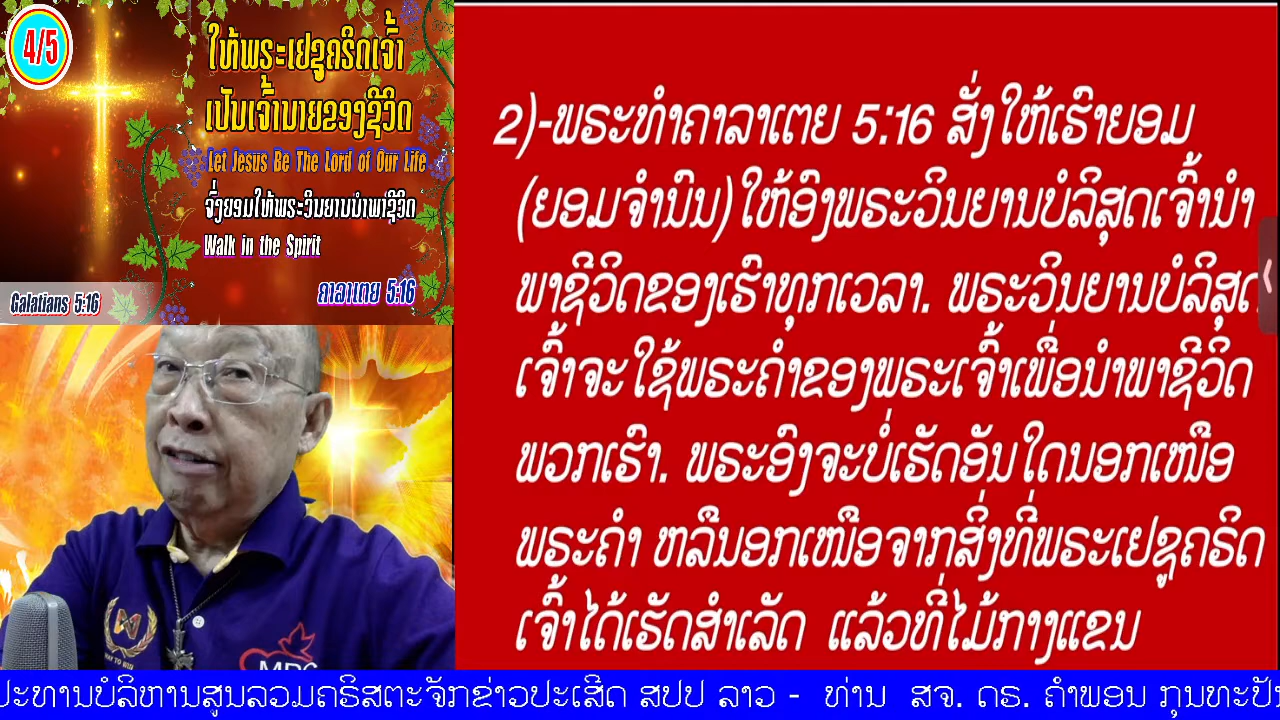 4/5
ໃຫ້ພຣະເຢຊູຄຣິດເຈົ້າ
ເປັນເຈົ້ານາຍຂອງຊີວິດ
Let Jesus Be The Lord of Our Life
ຈົ່ງຍອມໃຫ້ພຣະວິນຍານນຳພາຊີວິດ
Walk in the Spirit
Galatians 5:16
ຄາລາເຕຍ 5:16
2)-ພຣະທຳຄາລາເຕຍ 5:16 ສັ່ງໃຫ້ເຮົາຍອມ
(ຍອມຈຳນົນ) ໃຫ້ອົງພຣະວິນຍານບໍລິສຸດເຈົ້ານຳ
ພາຊີວິດຂອງເຮົາທຸກເວລາ. ພຣະວິນຍານບໍລິສຸດ
ເຈົ້າຈະໃຊ້ພຣະຄຳຂອງພຣະເຈົ້າເພື່ອນຳພາຊີວິດ
ພວກເຮົາ. ພຣະອົງຈະບໍ່ເຮັດອັນໃດນອກເໜືອ
ພຣະຄຳ ຫລືນອກເໜືອຈາກສິ່ງທີ່ພຣະເຢຊູຄຣິດ
ເຈົ້າໄດ້ເຮັດສຳເລັດ ແລ້ວທີ່ໄມ້ກາງແຂນ
ປະທານບໍລິຫານສູນລວມຄຣິສຕະຈັກຂ່າວປະເສີດ ສປປ ລາວ - ທ່ານ ສຈ. ດຣ. ຄຳພອນ ກຸນທະປັນ